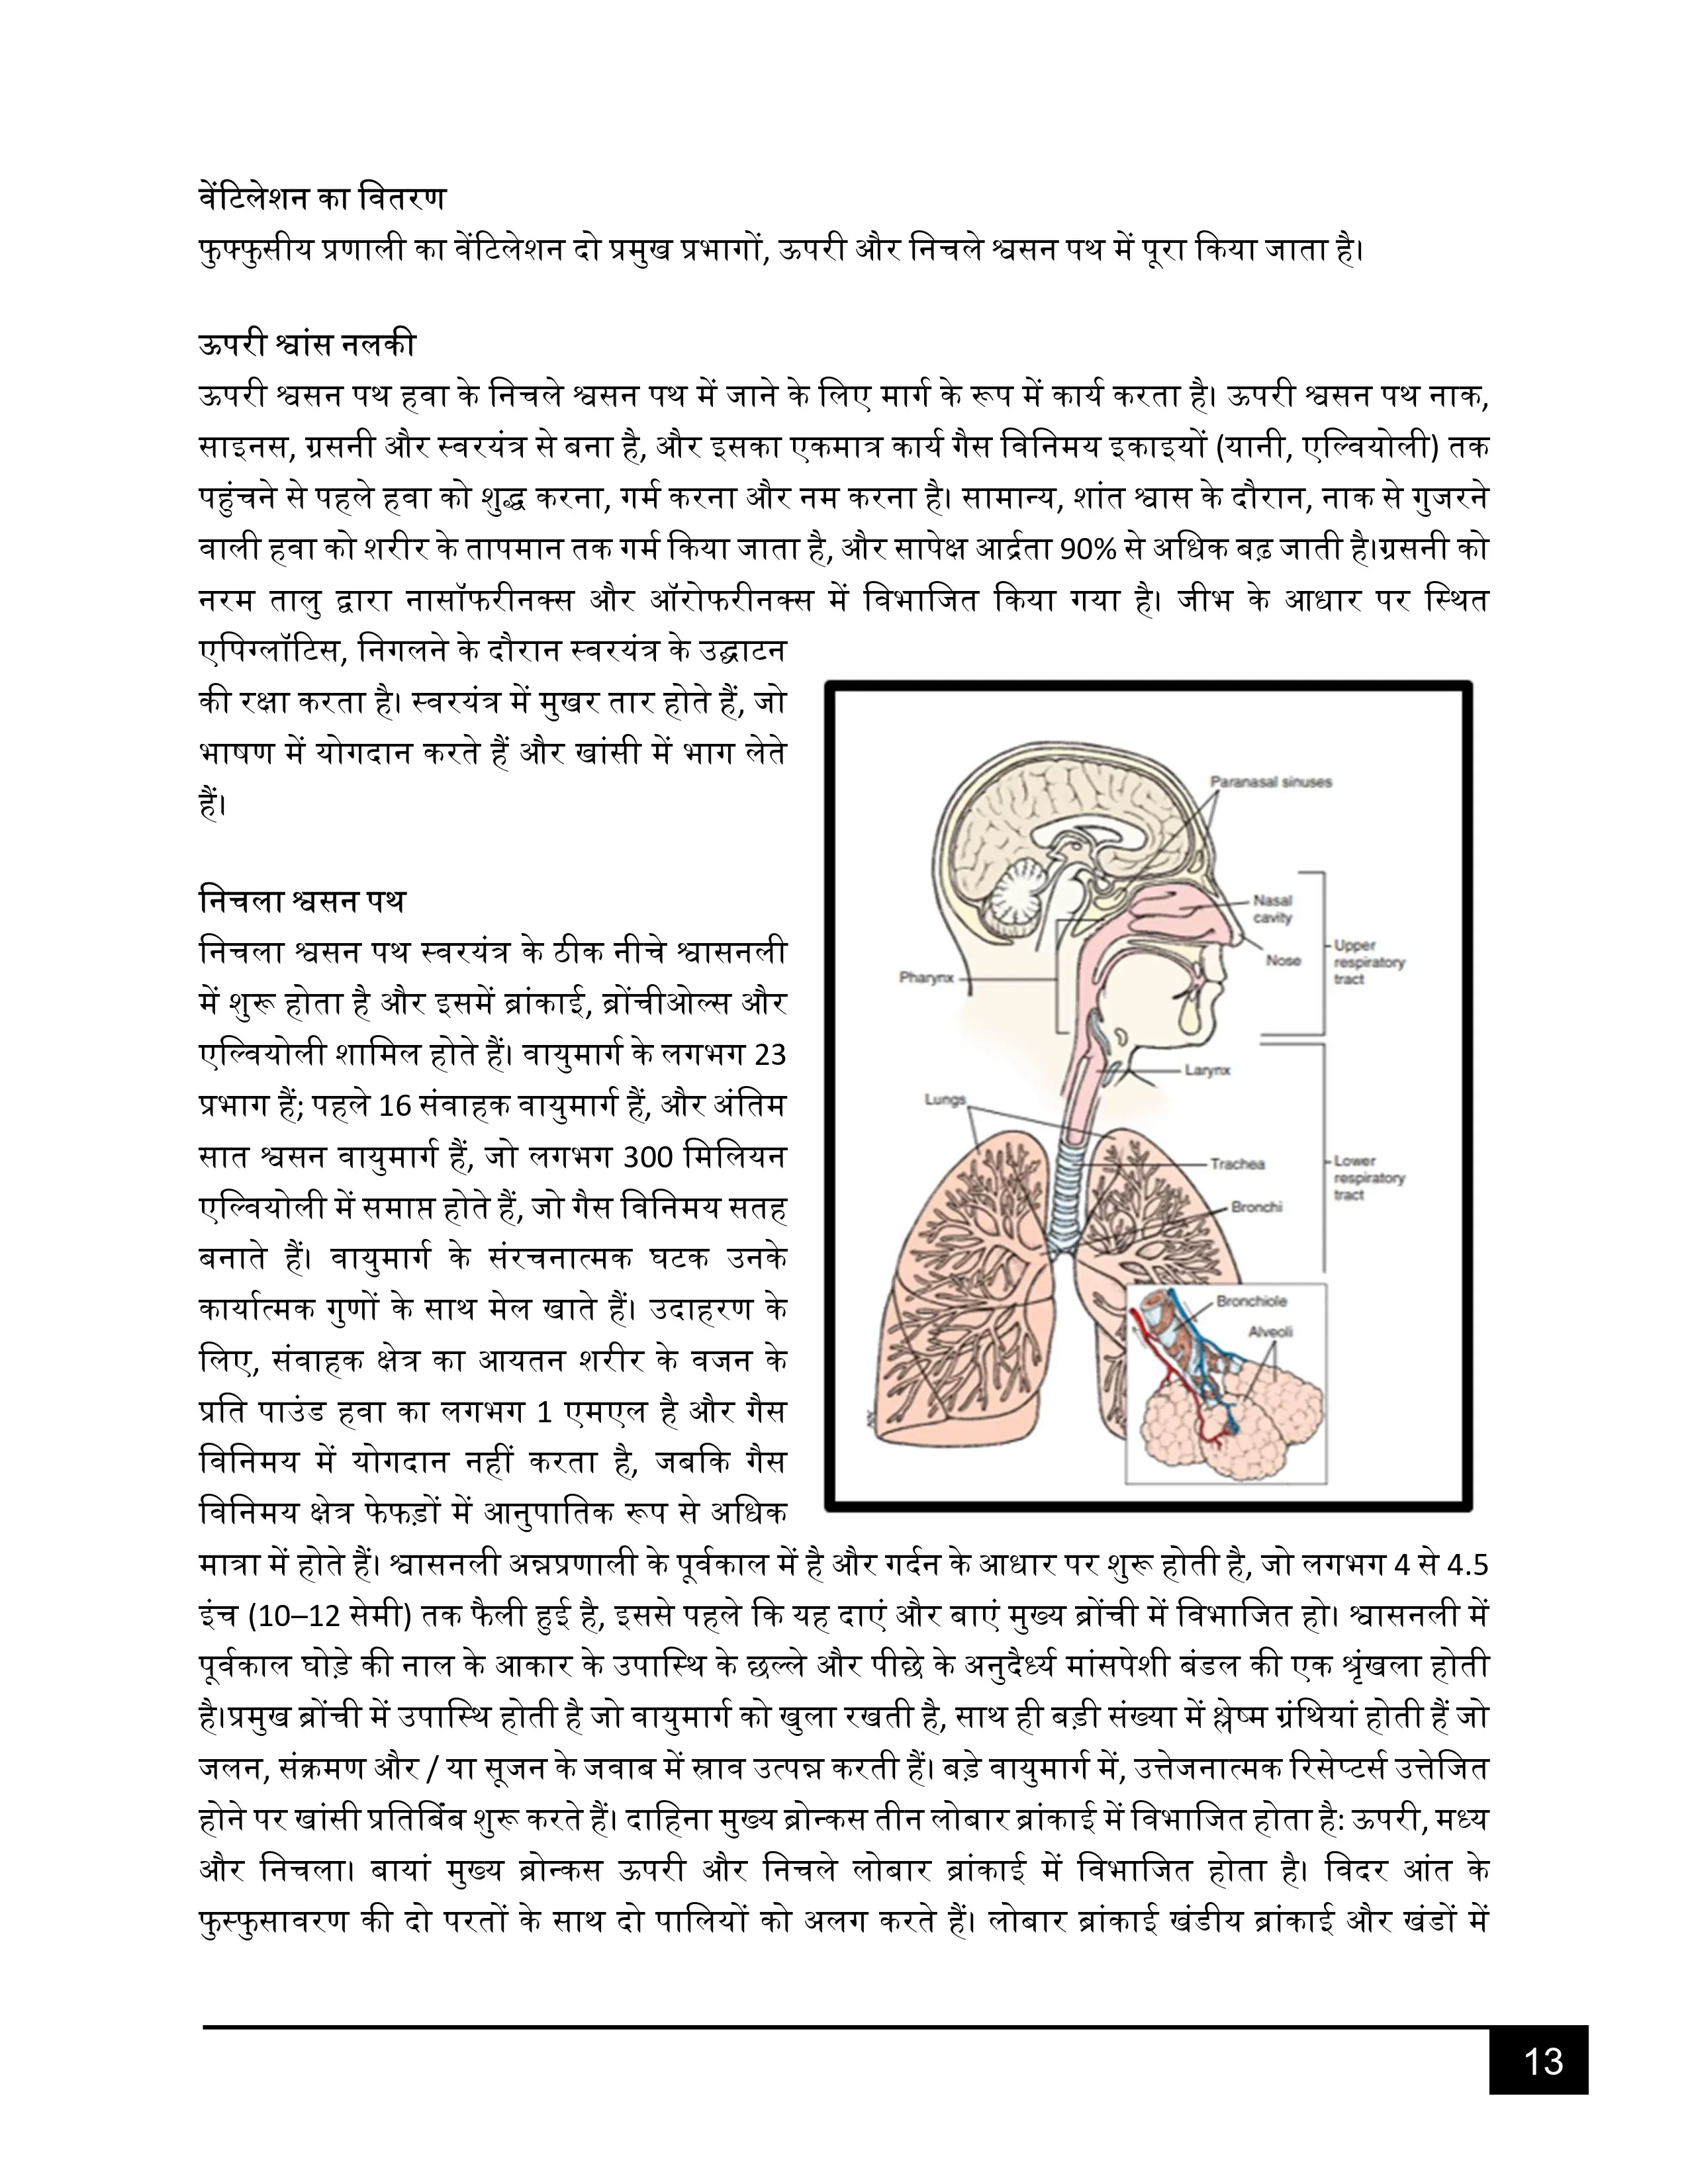 वेंटिलेशन का वितरण
फुफ्फुसीय प्रणाली का वेंटिलेशन दो प्रमुख प्रभागों, ऊपरी और निचले श्वसन पथ में पूरा किया जाता है।
ऊपरी श्वांस नलकी
ऊपरी श्वसन पथ हवा के निचले श्वसन पथ में जाने के लिए मार्ग के रूप में कार्य करता है। ऊपरी श्वसन पथ नाक,
साइनस, ग्रसनी और स्वरयंत्र से बना है, और इसका एकमात्र कार्य गैस विनिमय इकाइयों (यानी, एल्वियोली) तक
पहुंचने से पहले हवा को शुद्ध करना, गर्म करना और नम करना है। सामान्य, शांत श्वास के दौरान, नाक से गुजरने
वाली हवा को शरीर के तापमान तक गर्म किया जाता है, और सापेक्ष आर्द्रता 90% से अधिक बढ़ जाती है।ग्रसनी को
नरम तालु द्वारा नासॉफरीनक्स और ऑरोफरीनक्स में विभाजित किया गया है। जीभ के आधार पर स्थित
एपिग्लॉटिस, निगलने के दौरान स्वरयंत्र के उद्घाटन
की रक्षा करता है। स्वरयंत्र में मुखर तार होते हैं, जो
भाषण में योगदान करते हैं और खांसी में भाग लेते
हैं।
निचला श्वसन पथ
निचला श्वसन पथ स्वरयंत्र के ठीक नीचे श्वासनली
में शुरू होता है और इसमें ब्रांकाई, ब्रोंचीओल्स और
एल्वियोली शामिल होते हैं। वायुमार्ग के लगभग 23
प्रभाग हैं; पहले 16 संवाहक वायुमार्ग हैं, और अंतिम
सात श्वसन वायुमार्ग हैं, जो लगभग 300 मिलियन
एल्वियोली में समाप्त होते हैं, जो गैस विनिमय सतह
बनाते हैं। वायुमार्ग के संरचनात्मक घटक उनके
कार्यात्मक गुणों के साथ मेल खाते हैं। उदाहरण के
लिए, संवाहक क्षेत्र का आयतन शरीर के वजन के
प्रति पाउंड हवा का लगभग 1 एमएल है और गैस
विनिमय में योगदान नहीं करता है, जबकि गैस
विनिमय क्षेत्र फेफड़ों में आनुपातिक रूप से अधिक
मात्रा में होते हैं। श्वासनली अन्नप्रणाली के पूर्वकाल में है और गर्दन के आधार पर शुरू होती है, जो लगभग 4 से 4.5
इंच (10–12 सेमी) तक फैली हुई है, इससे पहले कि यह दाएं और बाएं मुख्य ब्रोंची में विभाजित हो। श्वासनली में
पूर्वकाल घोड़े की नाल के आकार के उपास्थि के छल्ले और पीछे के अनुदैर्ध्य मांसपेशी बंडल की एक श्रृंखला होती
है।प्रमुख ब्रोंची में उपास्थि होती है जो वायुमार्ग को खुला रखती है, साथ ही बड़ी संख्या में श्लेष्म ग्रंथियां होती हैं जो
जलन, संक्रमण और / या सूजन के जवाब में स्राव उत्पन्न करती हैं। बड़े वायुमार्ग में, उत्तेजनात्मक रिसेप्टर्स उत्तेजित
होने पर खांसी प्रतिबिंब शुरू करते हैं। दाहिना मुख्य ब्रोन्कस तीन लोबार ब्रांकाई में विभाजित होता है: ऊपरी, मध्य
और निचला। बायां मुख्य ब्रोन्कस ऊपरी और निचले लोबार ब्रांकाई में विभाजित होता है। विदर आंत के
फुस्फुसावरण की दो परतों के साथ दो पालियों को अलग करते हैं। लोबार ब्रांकाई खंडीय ब्रांकाई और खंडों में
Paranasal sinuses
Nasal
cavity
Nose
Upper
respiratory
tract
Pharynx
Larynx
Lungs
Trachea
Lower
respiratory
tract
Bronchi
Bronchiole
Alveoli
13